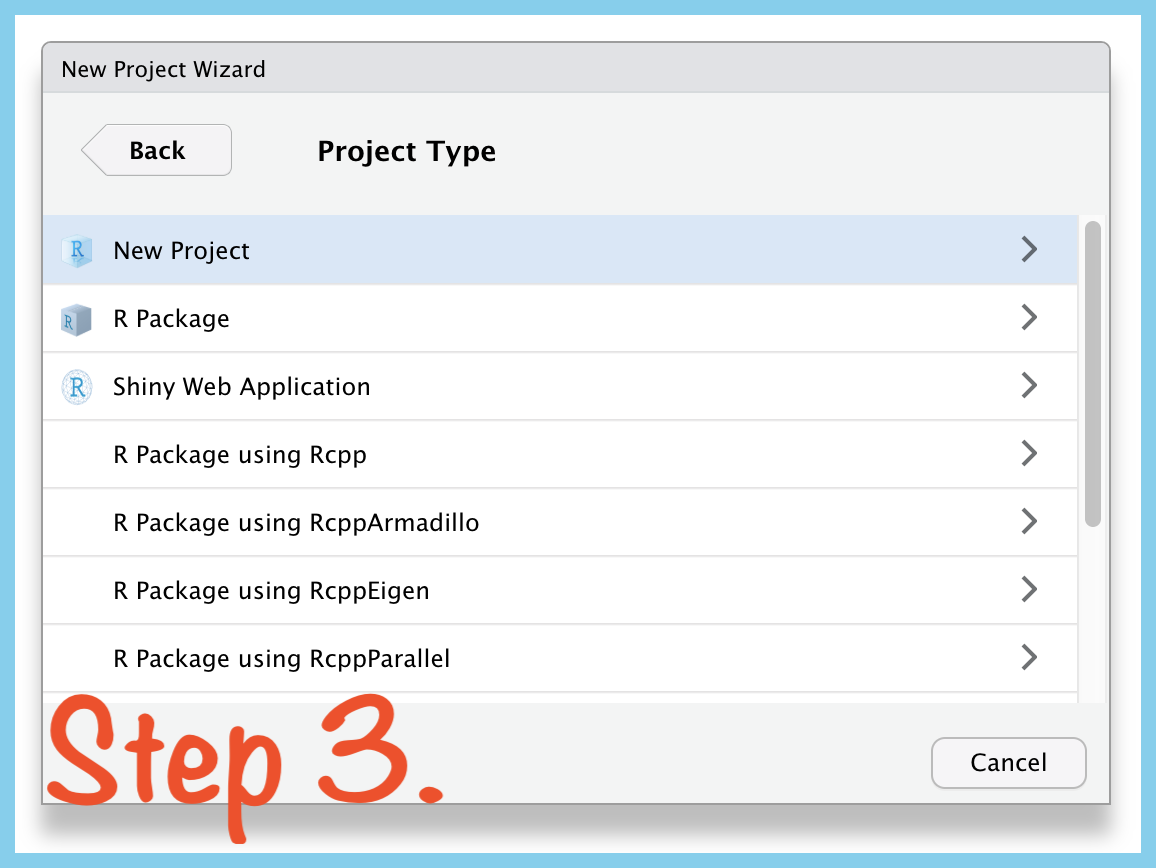 New Project Wizard
Back
Project Type
R New Project
R R Package
R Shiny Web Application
R Package using Rcpp
R Package using RcppArmadillo
R Package using RcppEigen
R Package using RcppParallel
Step 3.
Cancel